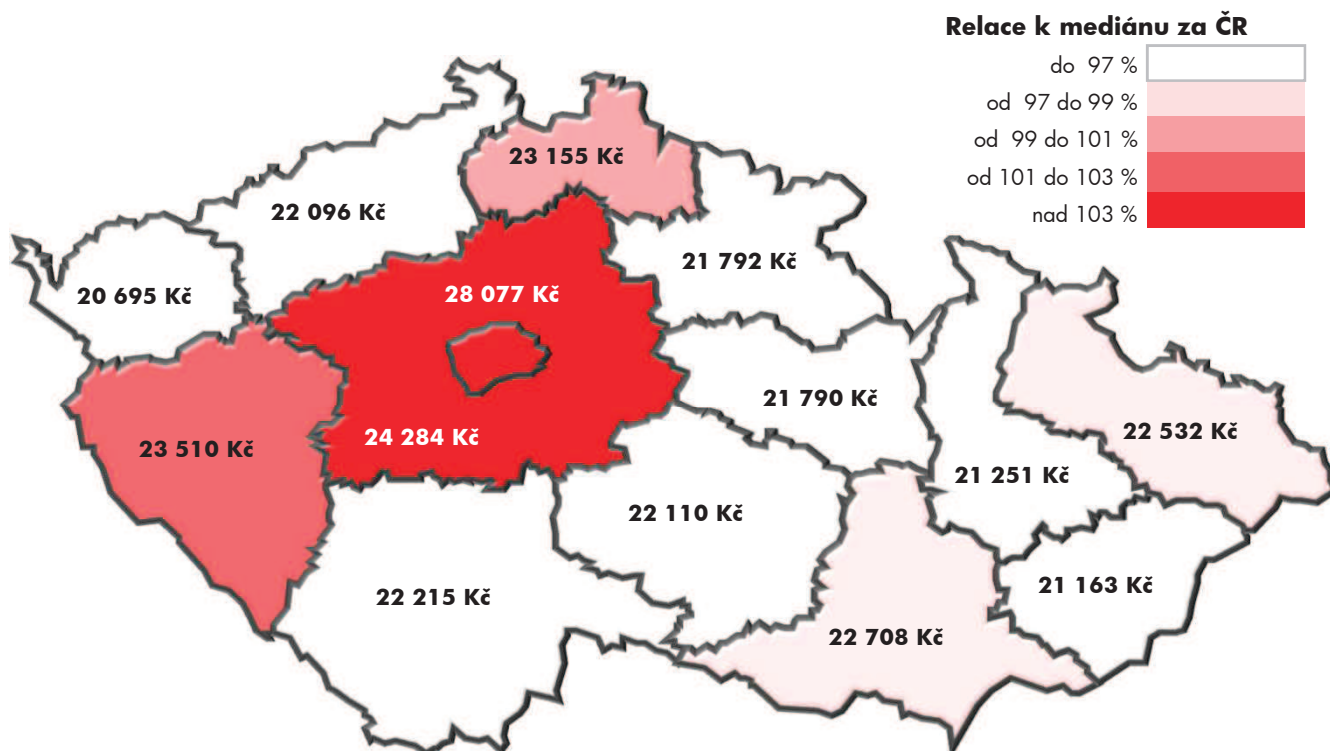 Relace k mediánu za ČR
do 97 %
od 97 do 99 %
od 99 do 101 %
od 101 do 103 %
nad 103 %
23 155 Kč
22 096 Kč
21 792 Kč
20 695 Kč
28 077 Kč
21 790 Kč
24 284 Kč
23 510 Kč
22 532 Kč
21 251 Kč
22 110 Kč
22 215 Kč
21 163 Kč
22 708 Kč